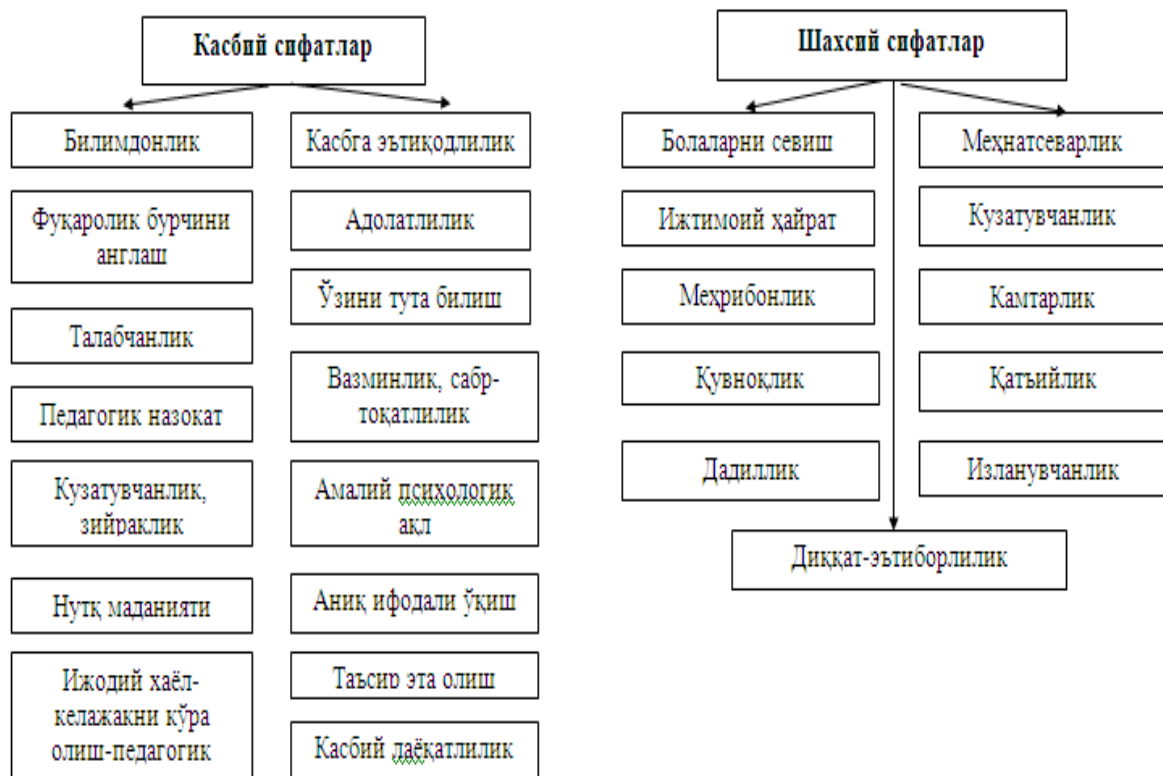 Касбий сифатлар
Билимдонлик
Фуқаролик бурчини
англаш
Талабчанлик
Педагогик назокат
Кузатувчанлик,
зийраклик
Нутқ маданияти
Ижодий хаёл-
келажакни кўра
олиш-педагогик
Касбга эътиқодлилик
Адолатлилик
Ўзини тута билиш
Вазминлик, сабр-
тоқатлилик
Амалий психологик
ақл
Аниқ ифодали ўқиш
Таъсир эта олиш
Касбий лаёқатлилик
Шахсий сифатлар
Болаларни севиш
Ижтимоий ҳайрат
Меҳрибонлик
Қувноқлик
Дадиллик
Меҳнатсеварлик
Кузатувчанлик
Камтарлик
Қатъийлик
Изланувчанлик
Диққат-эътиборлилик